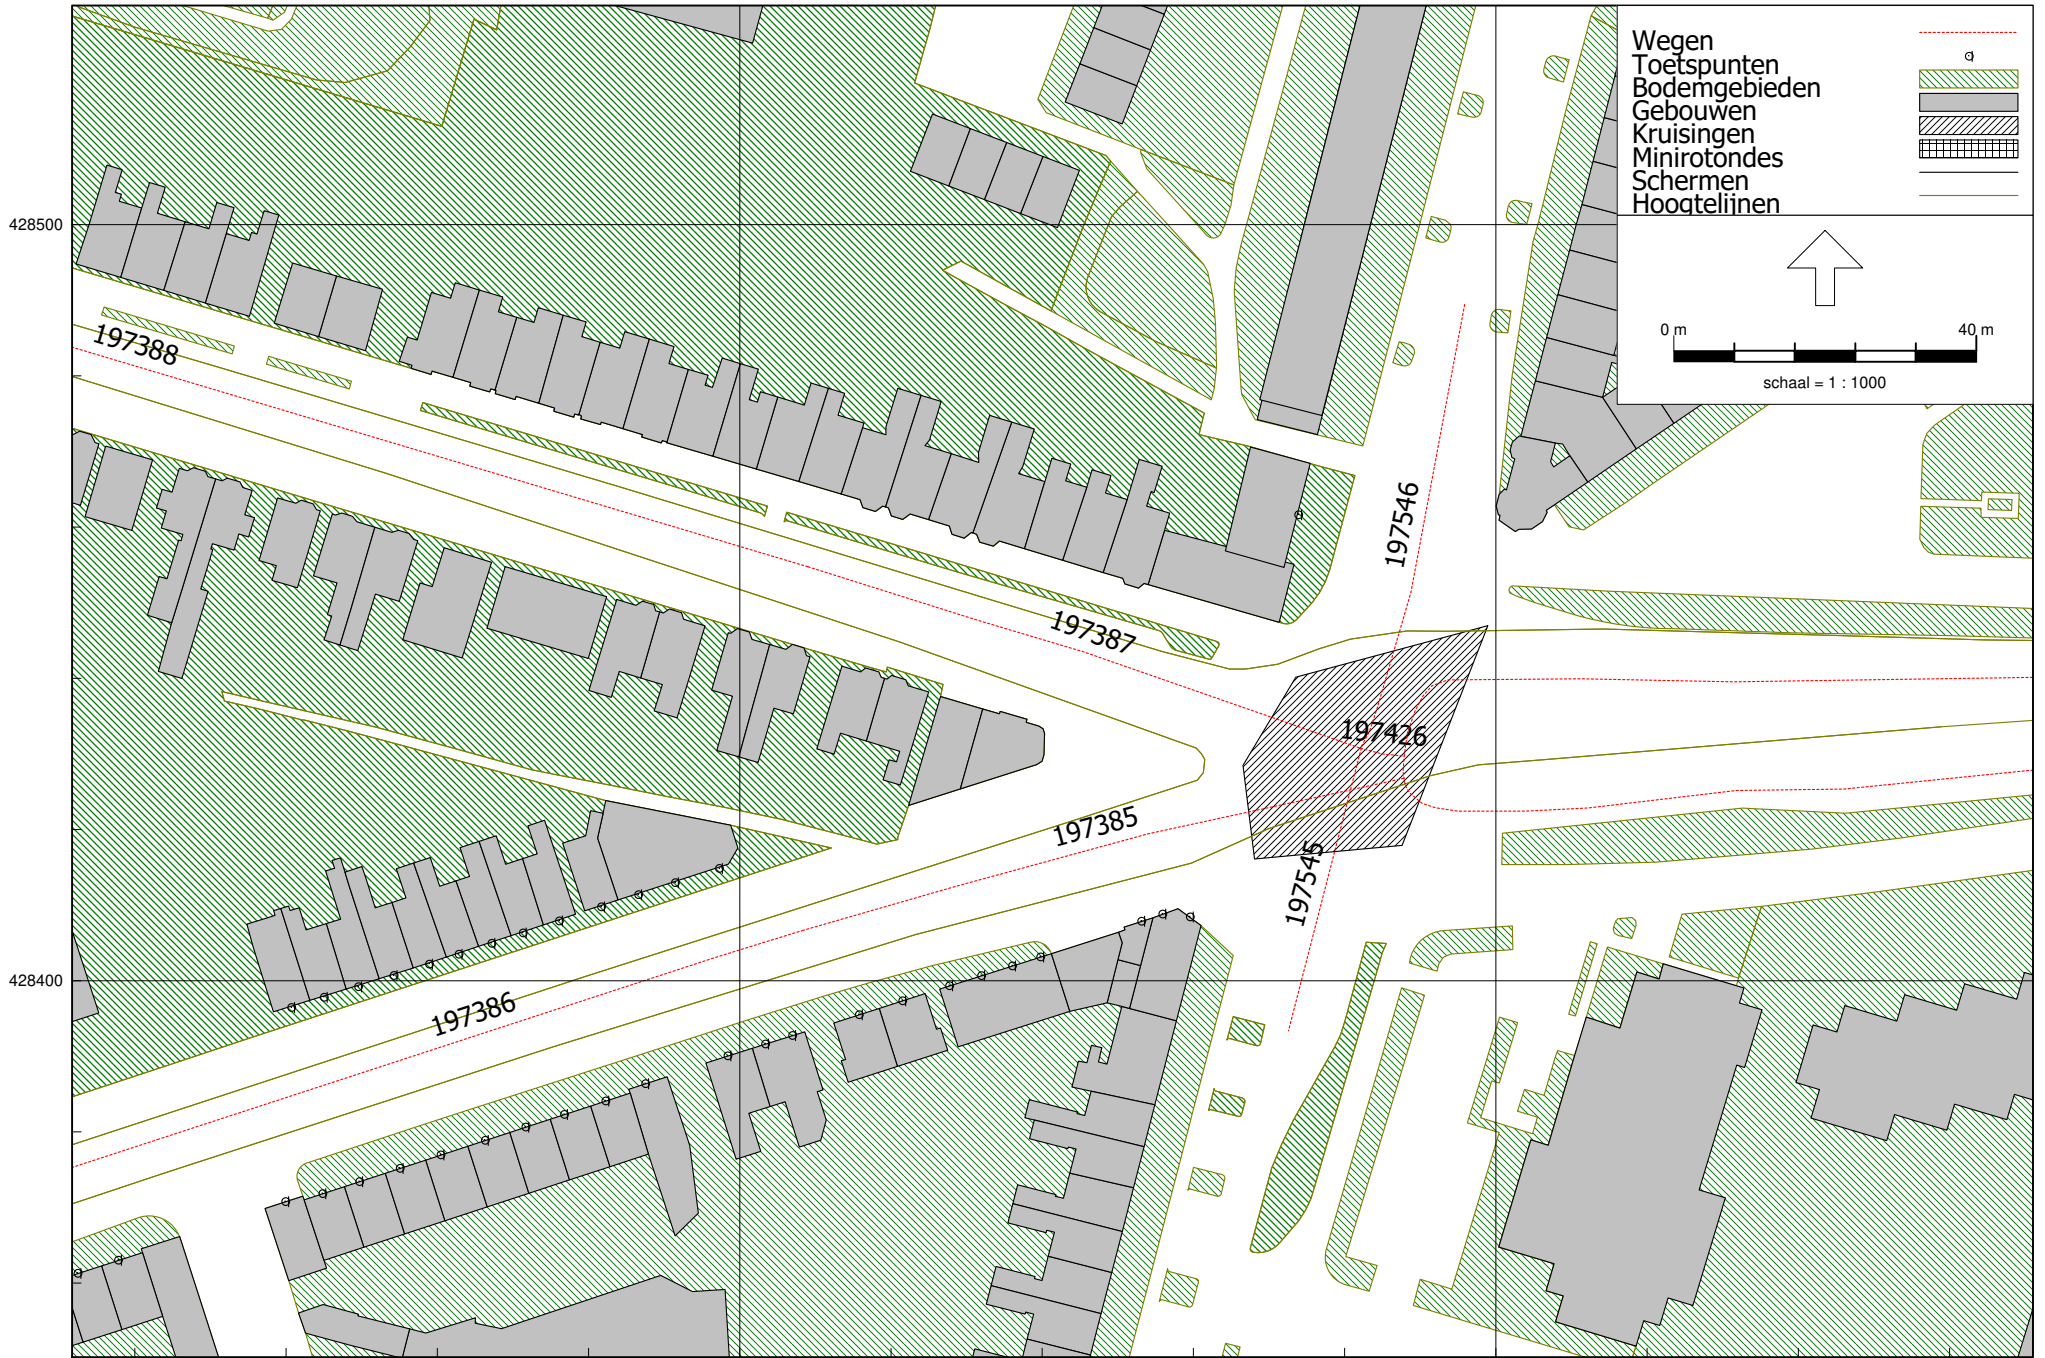 Wegen
Toetspunten
Bodemgebieden
Gebouwen
Kruisingen
Minirotondes
Schermen
Hoogtelijnen
428500
0 m 40 m
schaal = 1 : 1000
197388
197546
197387
197426
197385
197545
428400
197386